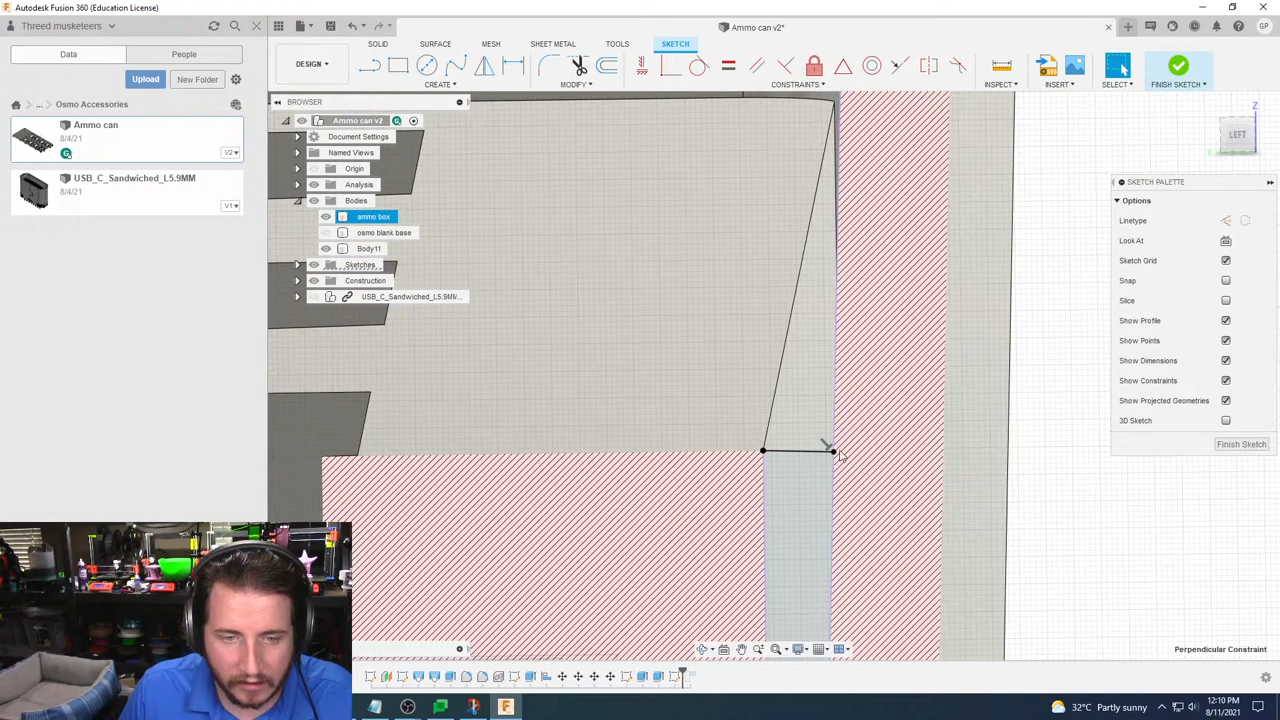 Autodesk Fusion 360 (Education License)
Threed musketeers
Ammo can v2*
GP
Data
People
Upload
New Folder
... Osmo Accessories
Ammo can
8/4/21
V2
USB_C_Sandwiched_L5.9MM
8/4/21
V1
DESIGN
SOLID
SURFACE
MESH
SHEET METAL
TOOLS
SKETCH
CREATE
MODIFY
CONSTRAINTS
INSPECT
INSERT
SELECT
FINISH SKETCH
BROWSER
Ammo can v2
Document Settings
Named Views
Origin
Analysis
Bodies
ammo box
osmo blank base
Body11
Sketches
Construction
USB_C_Sandwiched_L5.9MM...
Z
LEFT
Y
SKETCH PALETTE
Options
Linetype
Look At
Sketch Grid
Snap
Slice
Show Profile
Show Points
Show Dimensions
Show Constraints
Show Projected Geometries
3D Sketch
Finish Sketch
Perpendicular Constraint
32°C Partly sunny
12:10 PM
8/11/2021